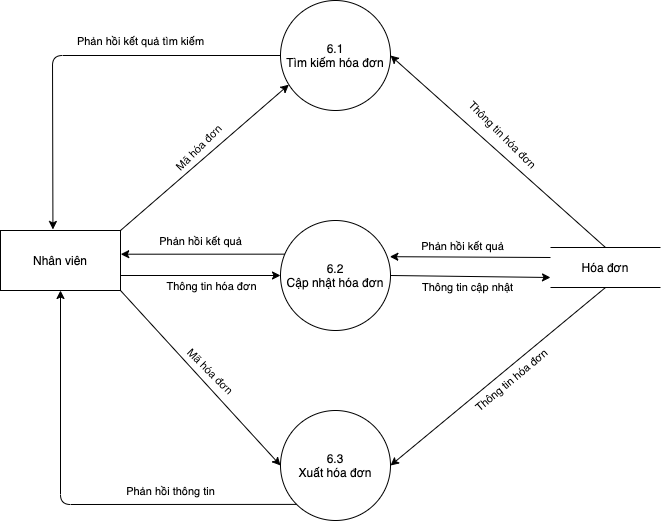 6.1
Tìm kiếm hóa đơn
Phản hồi kết quả tìm kiếm
Mã hóa đơn
Thông tin hóa đơn
Nhân viên
Phản hồi kết quả
Thông tin hóa đơn
6.2
Cập nhật hóa đơn
Phản hồi kết quả
Thông tin cập nhật
Hóa đơn
Mã hóa đơn
Thông tin hóa đơn
6.3
Xuất hóa đơn
Phản hồi thông tin